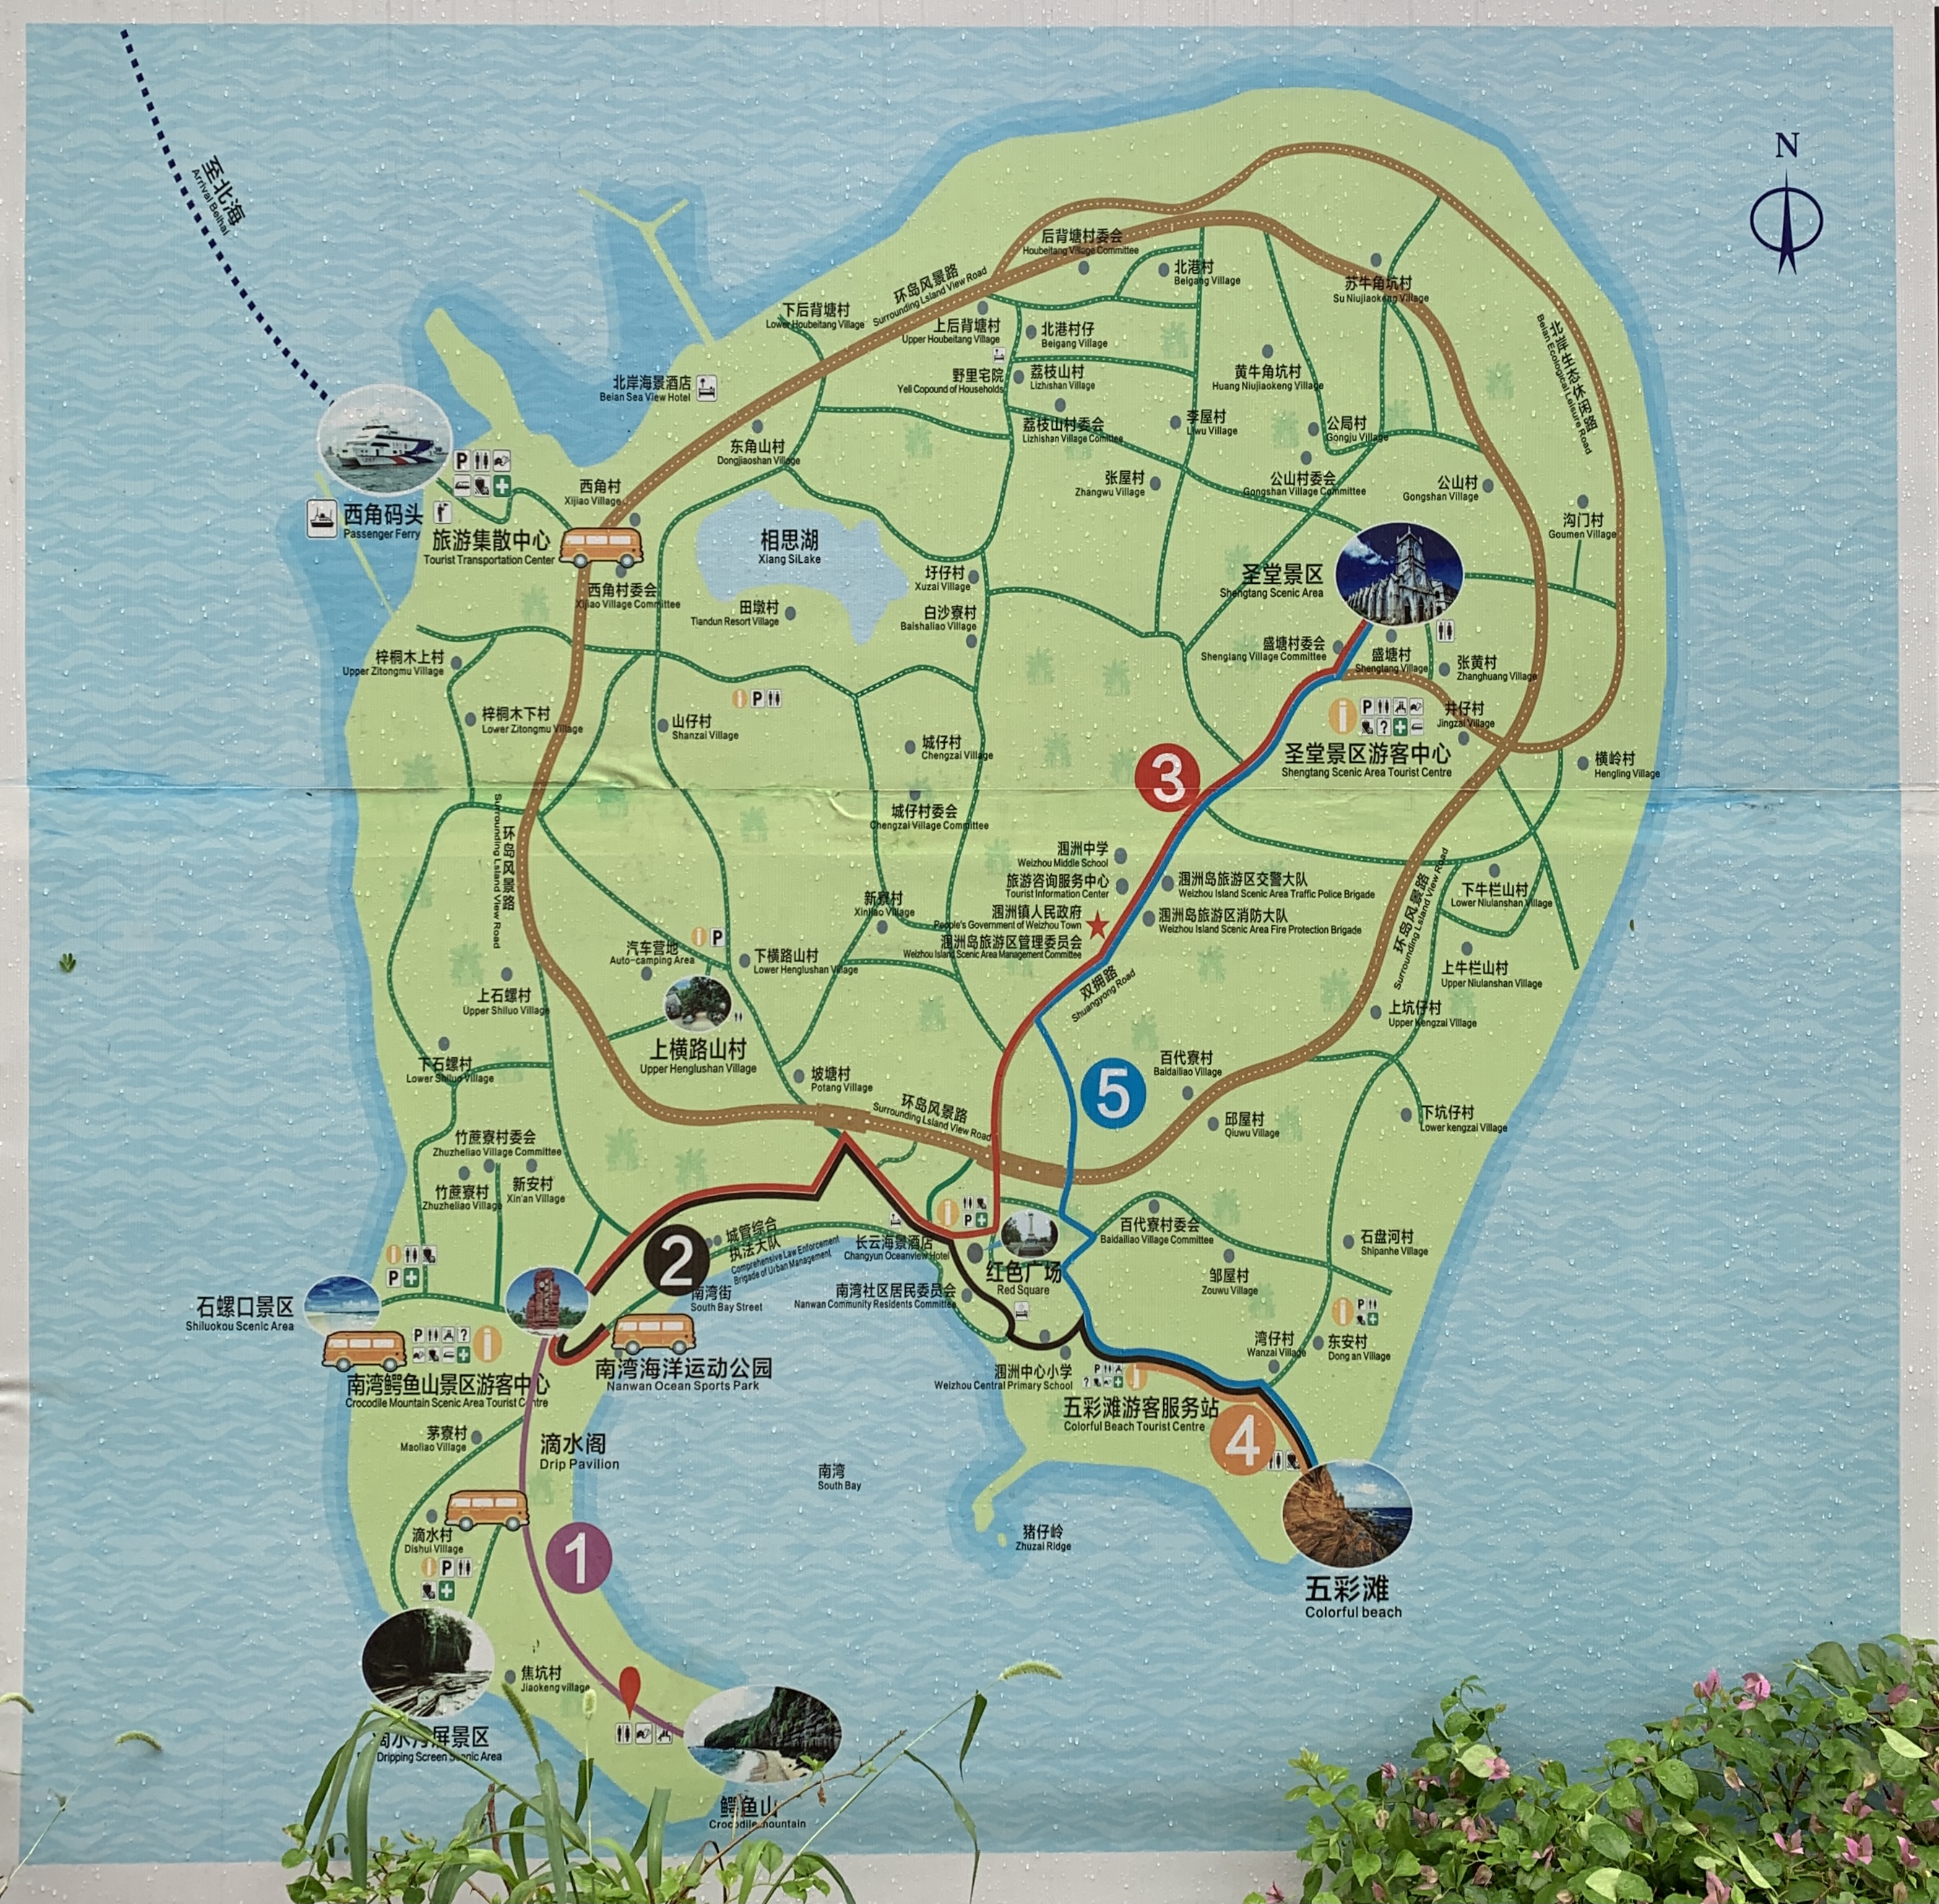 N
至北海
Arrival Beihai
后背塘村委会
Houbeitang Village Committee
北港村
Beigang Village
苏牛角坑村
Su Niujiaokeng Village
环岛风景路
Surrounding Lsland View Road
下后背塘村
Lower Houbeitang Village
上后背塘村
Upper Houbeitang Village
北港村仔
Beigang Village
北岸生态休闲路
Beian Ecological Leisure Road
北岸海景酒店
Beian Sea View Hotel
野里宅院
Yeli Copound of Households
荔枝山村
Lizhishan Village
黄牛角坑村
Huang Niujiaokeng Village
荔枝山村委会
Lizhishan Village Comittee
李屋村
Liwu Village
公局村
Gongju Village
东角山村
Dongjiaoshan Village
张屋村
Zhangwu Village
公山村委会
Gongshan Village Committee
公山村
Gongshan Village
西角村
Xijiao Village
沟门村
Goumen Village
西角码头
Passenger Ferry
P
旅游集散中心
Tourist Transportation Center
相思湖
Xiang SiLake
圩仔村
Xuzai Village
圣堂景区
Shengtang Scenic Area
西角村委会
Xijiao Village Committee
田墩村
Tiandun Resort Village
白沙寮村
Baishaliao Village
梓桐木上村
Upper Zitongmu Village
盛塘村委会
Shengtang Village Committee
盛塘村
Shengtang Village
张黄村
Zhanghuang Village
P
梓桐木下村
Lower Zitongmu Village
山仔村
Shanzai Village
P
?
井仔村
Jingzai Village
城仔村
Chengzai Village
圣堂景区游客中心
Shengtang Scenic Area Tourist Centre
横岭村
Hengling Village
3
环岛风景路
Surrounding Lsland View Road
城仔村委会
Chengzai Village Committee
涠洲中学
Weizhou Middle School
旅游咨询服务中心
Tourist Information Center
涠洲岛旅游区交警大队
Weizhou Island Scenic Area Traffic Police Brigade
涠洲镇人民政府
People's Government of Weizhou Town
涠洲岛旅游区消防大队
Weizhou Island Scenic Area Fire Protection Brigade
涠洲岛旅游区管理委员会
Weizhou Island Scenic Area Management Committee
下牛栏山村
Lower Niulanshan Village
环岛风景路
Surrounding Lsland View Road
新寮村
Xinliao Village
P
汽车营地
Auto-camping Area
下横路山村
Lower Henglushan Village
上牛栏山村
Upper Niulanshan Village
上石螺村
Upper Shiluo Village
双拥路
Shuangyong Road
上坑仔村
Upper Kengzai Village
上横路山村
Upper Henglushan Village
下石螺村
Lower Shiluo Village
坡塘村
Potang Village
5
百代寮村
Baidailiao Village
环岛风景路
Surrounding Lsland View Road
邱屋村
Qiuwu Village
下坑仔村
Lower kengzai Village
竹蔗寮村委会
Zhuzheliao Village Committee
竹蔗寮村
Zhuzheliao Village
新安村
Xin'an Village
P
百代寮村委会
Baidailiao Village Committee
石盘河村
Shipanhe Village
2
城管综合
执法大队
Comprehensive Law Enforcement
Brigade of Urban Management
长云海景酒店
Changyun Oceanview Hotel
红色广场
Red Square
P
南湾街
South Bay Street
南湾社区居民委员会
Nanwan Community Residents Committee
邹屋村
Zouwu Village
石螺口景区
Shiluokou Scenic Area
P
?
P
湾仔村
Wanzai Village
东安村
Dong an Village
南湾鳄鱼山景区游客中心
Crocodile Mountain Scenic Area Tourist Centre
南湾海洋运动公园
Nanwan Ocean Sports Park
涠洲中心小学
Weizhou Central Primary School
P
?
五彩滩游客服务站
Colorful Beach Tourist Centre
4
茅寮村
Maoliao Village
滴水阁
Drip Pavilion
南湾
South Bay
滴水村
Dishui Village
猪仔岭
Zhuzai Ridge
1
P
五彩滩
Colorful beach
焦坑村
Jiaokeng village
景区
Dripping Screen Scenic Area
鳄鱼山
Crocodile mountain